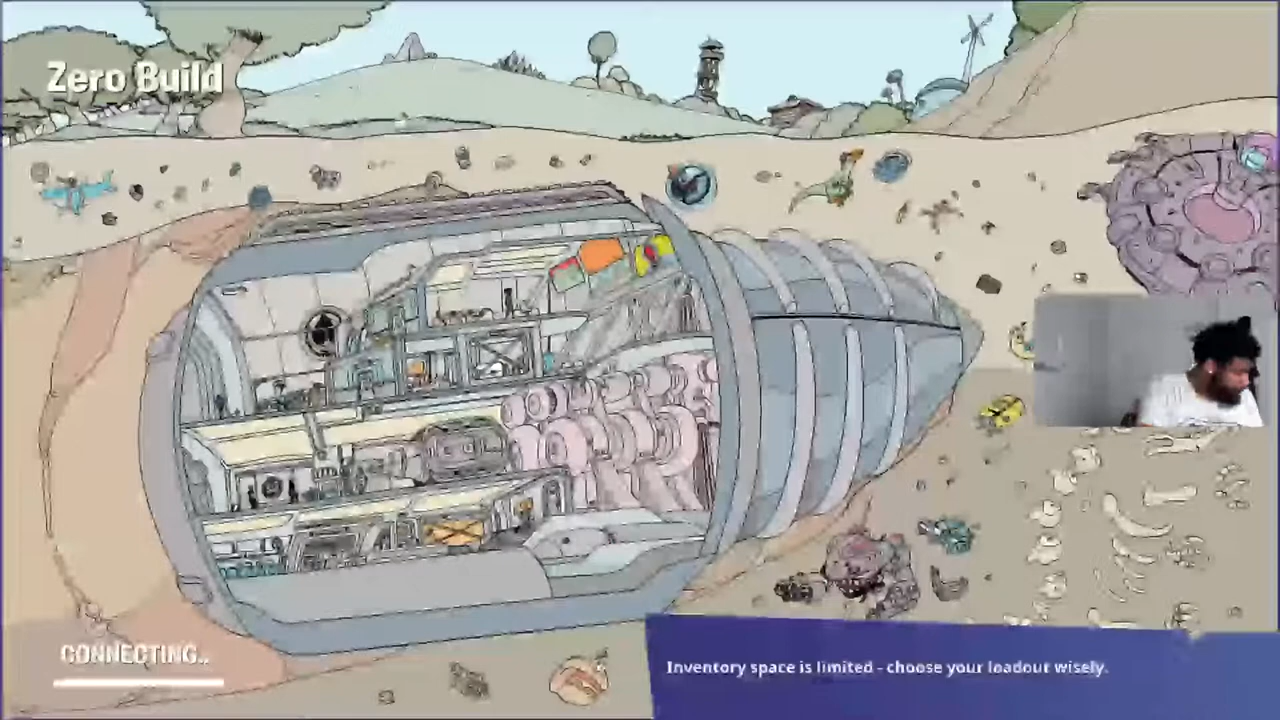 Zero Build
CONNECTING..
Inventory space is limited - choose your loadout wisely.